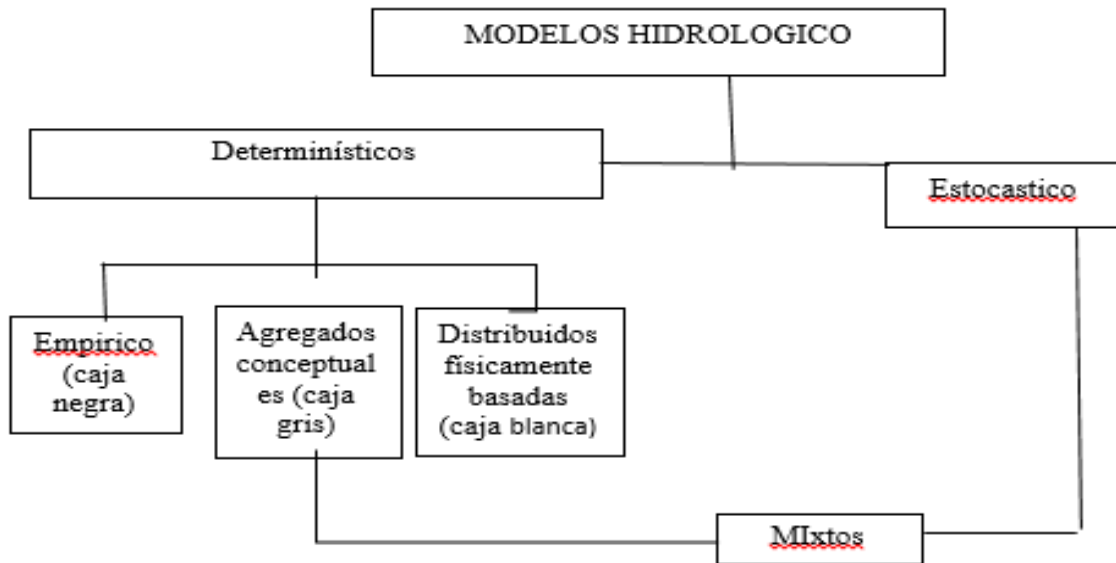 MODELOS HIDROLOGICO
Determinísticos
Estocastico
Empirico
(caja
negra)
Agregados
conceptual
es (caja
gris)
Distribuidos
físicamente
basadas
(caja blanca)
MIxtos